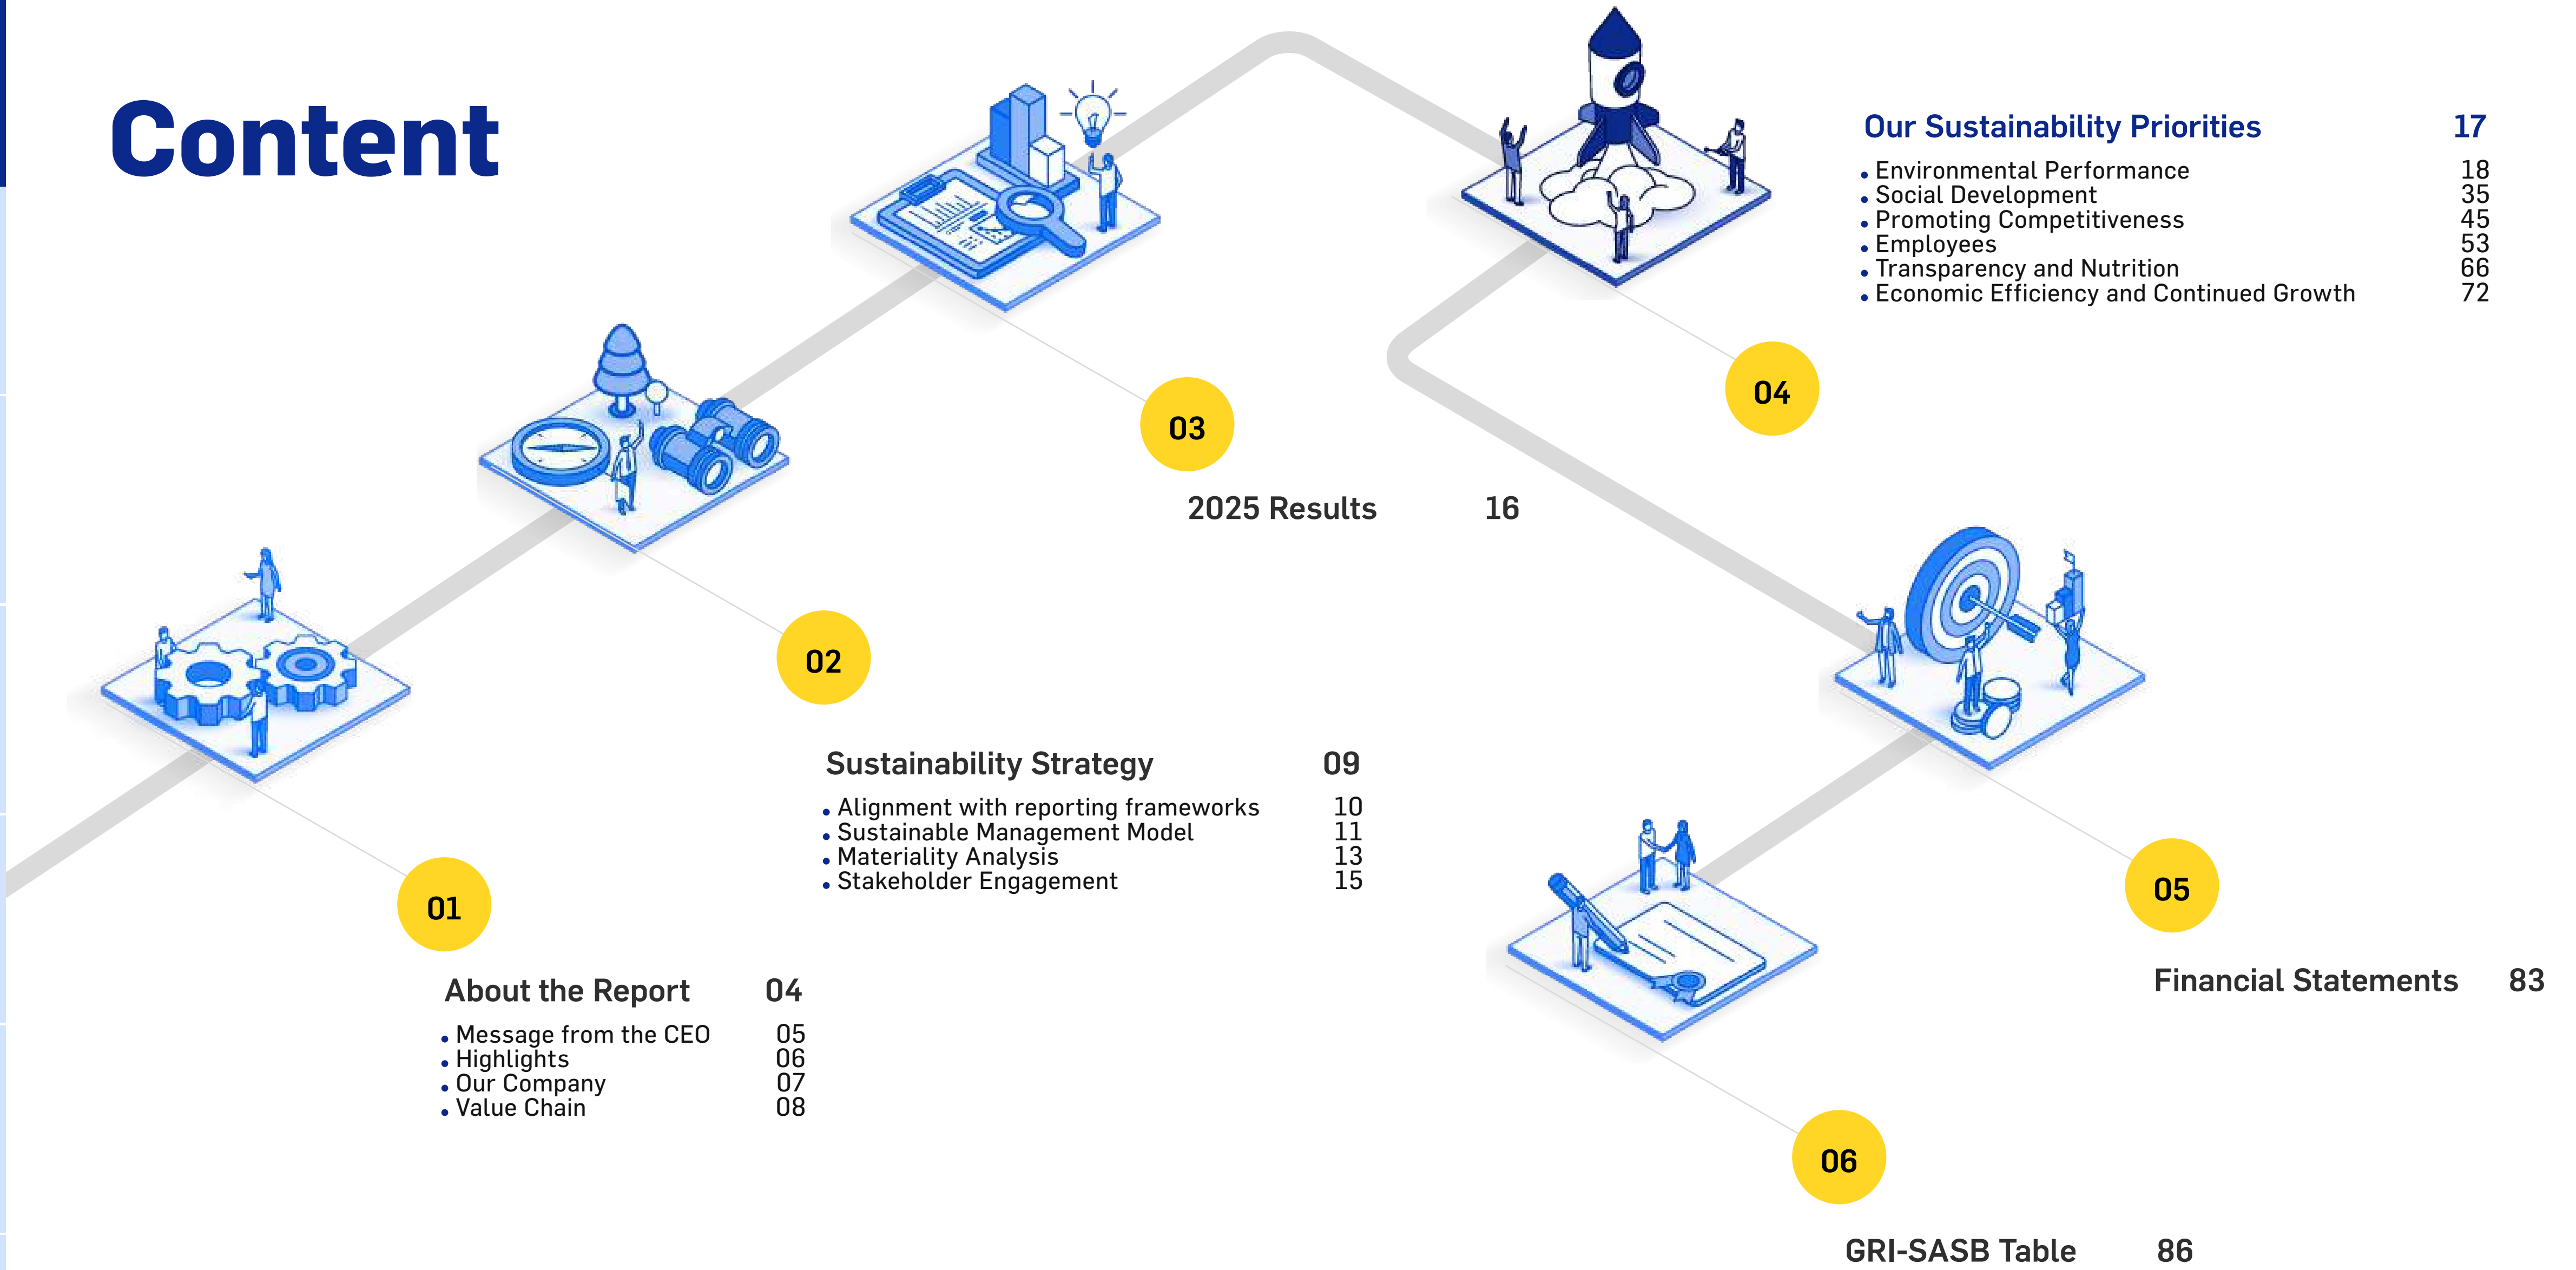 Content
01
About the Report 04
• Message from the CEO 05
• Highlights 06
• Our Company 07
• Value Chain 08
02
Sustainability Strategy 09
• Alignment with reporting frameworks 10
• Sustainable Management Model 11
• Materiality Analysis 13
• Stakeholder Engagement 15
03
2025 Results 16
04
Our Sustainability Priorities 17
• Environmental Performance 18
• Social Development 35
• Promoting Competitiveness 45
• Employees 53
• Transparency and Nutrition 66
• Economic Efficiency and Continued Growth 72
05
Financial Statements 83
06
GRI-SASB Table 86